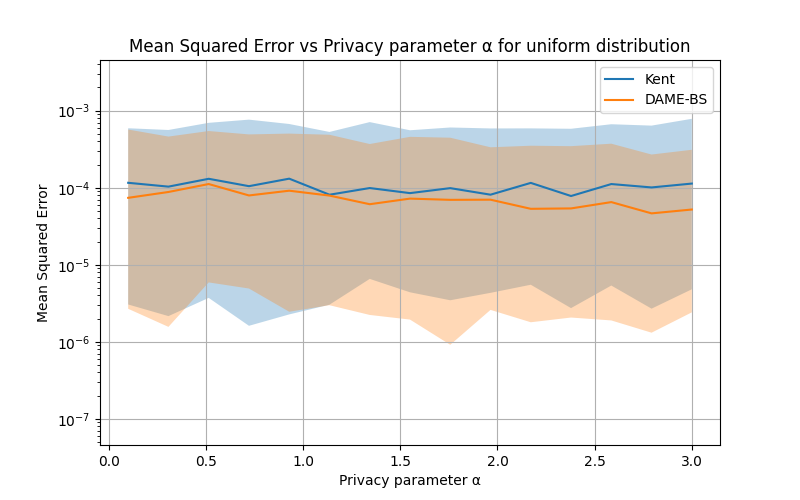 Mean Squared Error vs Privacy parameter α for uniform distribution
Kent
DAME-BS
Mean Squared Error
10⁻³
10⁻⁴
10⁻⁵
10⁻⁶
10⁻⁷
0.0 0.5 1.0 1.5 2.0 2.5 3.0
Privacy parameter α